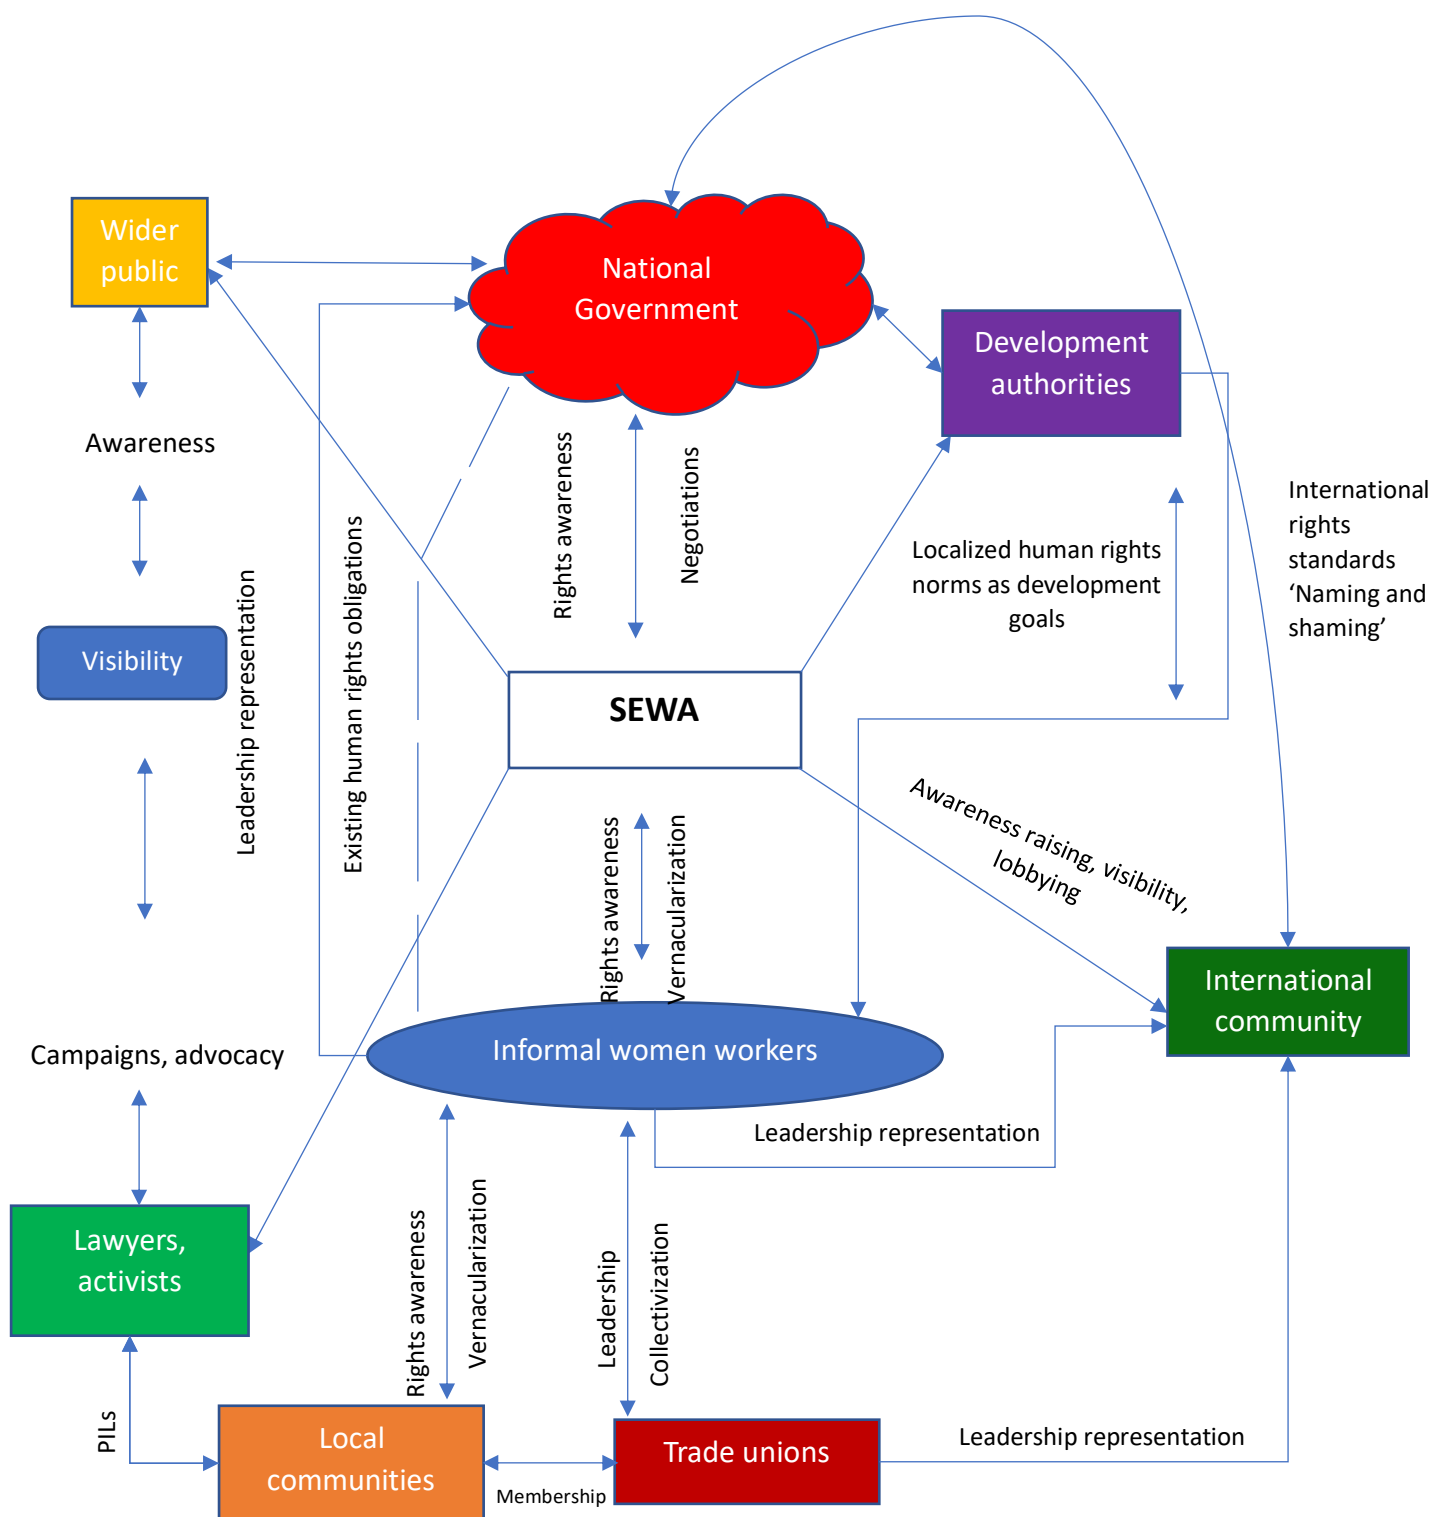 Wider
public
National
Government
Development
authorities
Awareness
Rights awareness
Negotiations
International
rights
standards
‘Naming and
shaming’
Localized human rights
norms as development
goals
Existing human rights obligations
Leadership representation
Visibility
SEWA
Awareness raising, visibility,
lobbying
Rights awareness
Vernacularization
International
community
Informal women workers
Campaigns, advocacy
Leadership representation
Lawyers,
activists
Rights awareness
Vernacularization
Leadership
Collectivization
PILs
Local
communities
Membership
Trade unions
Leadership representation